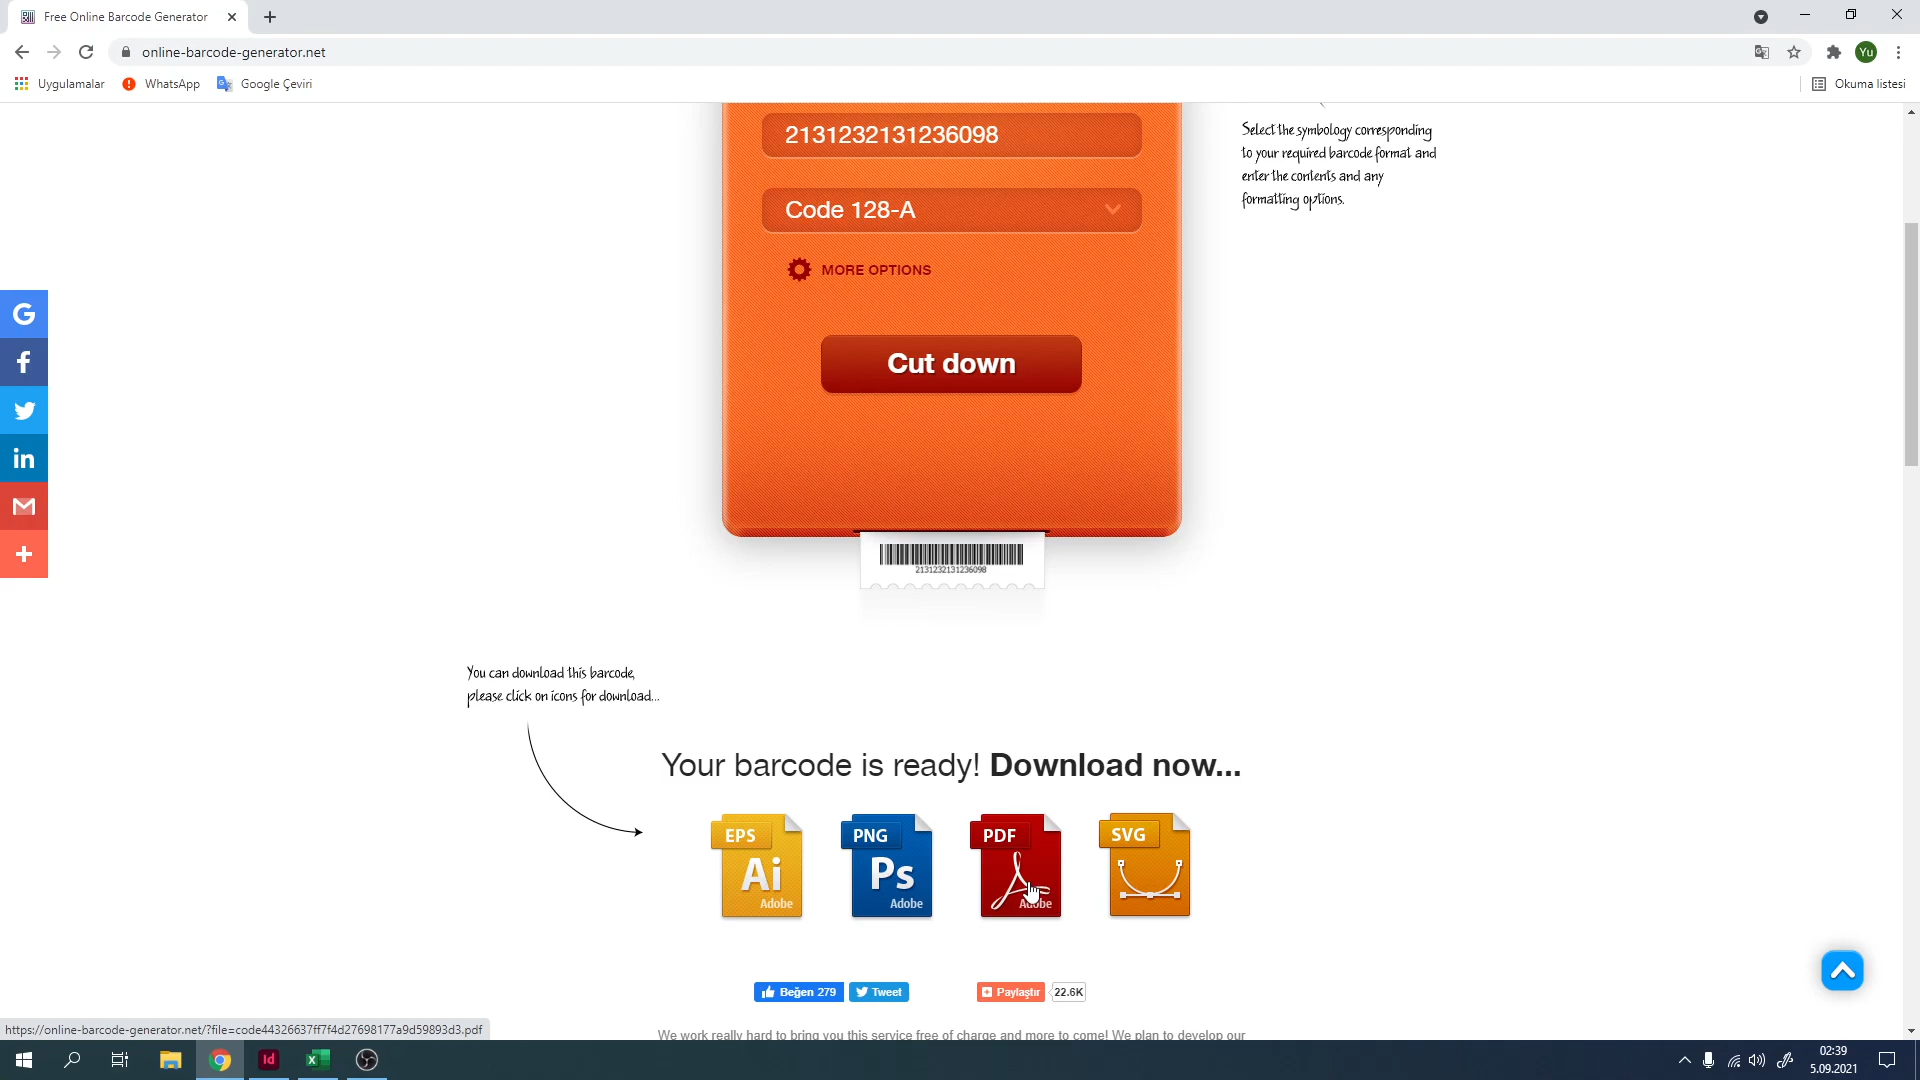 Free Online Barcode Generator
online-barcode-generator.net
Yu
Uygulamalar
WhatsApp
Google Çeviri
Okuma listesi
2131232131236098
Code 128-A
MORE OPTIONS
Cut down
Select the symbology corresponding
to your required barcode format and
enter the contents and any
formatting options.
G
f
in
2131232131236098
You can download this barcode,
please click on icons for download...
Your barcode is ready! Download now...
EPS
Ai
Adobe
PNG
Ps
Adobe
PDF
Adobe
SVG
Beğen 279
Tweet
Paylaştır
22.6K
We work really hard to bring you this service free of charge and more to come! We plan to develop our
https://online-barcode-generator.net/?file=code44326637ff7f4d27698177a9d59893d3.pdf
Id
X
02:39
5.09.2021